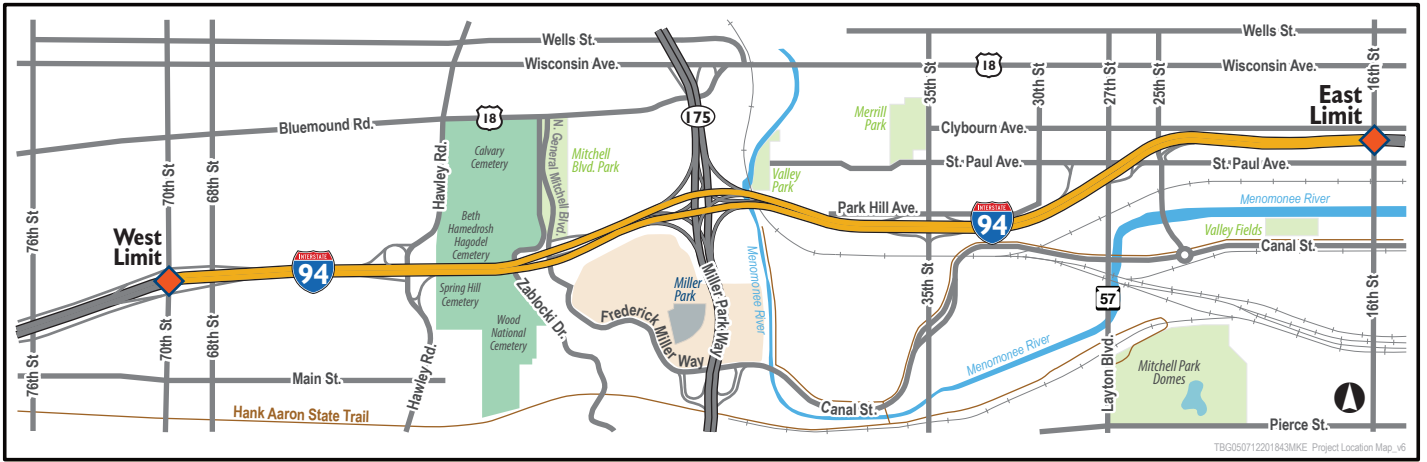 Wells St.
Wells St.
Wisconsin Ave.
18
Wisconsin Ave.
35th St
30th St
27th St
25th St
16th St
East
Limit
Merrill
Park
175
18
Bluemound Rd.
Clybourn Ave.
Calvary
Cemetery
N. General Mitchell Blvd.
Mitchell
Blvd. Park
St. Paul Ave.
St. Paul Ave.
Valley
Park
Hawley Rd.
70th St
68th St
76th St
Beth
Hamedrosh
Hagodel
Cemetery
Park Hill Ave.
INTERSTATE
94
Menomonee River
Valley Fields
Canal St.
West
Limit
INTERSTATE
94
Spring Hill
Cemetery
Wood
National
Cemetery
Zablocki Dr.
Miller
Park
Miller Park Way
Menomonee River
Frederick Miller Way
35th St
57
16th St
70th St
68th St
76th St
Main St.
Hawley Rd.
Hank Aaron State Trail
Canal St.
Menomonee River
Layton Blvd.
Mitchell Park
Domes
Pierce St.
TBG050712201843MKE Project Location Map_v6